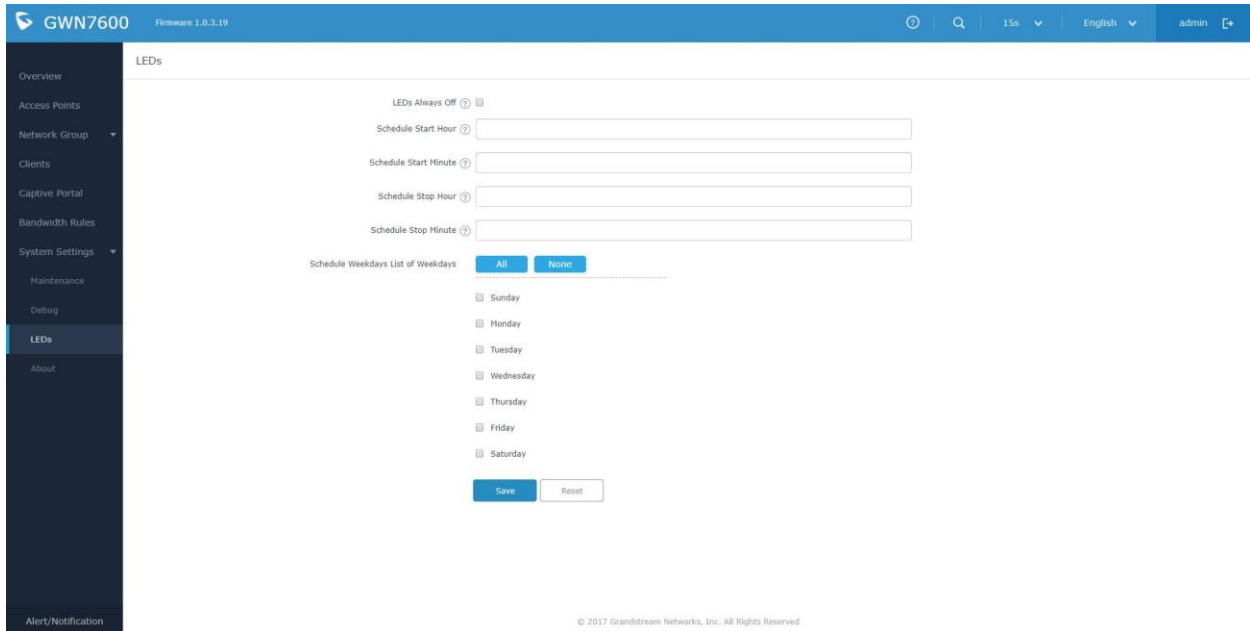 GWN7600 Firmware 1.0.3.19 15s English admin
LEDs
Overview
Access Points
Network Group
Clients
Captive Portal
Bandwidth Rules
System Settings
Maintenance
Debug
LEDs
About
Alert/Notification
LEDs Always Off ?
Schedule Start Hour ?
Schedule Start Minute ?
Schedule Stop Hour ?
Schedule Stop Minute ?
Schedule Weekdays List of Weekdays All None
Sunday
Monday
Tuesday
Wednesday
Thursday
Friday
Saturday
Save Reset
© 2017 Grandstream Networks, Inc. All Rights Reserved